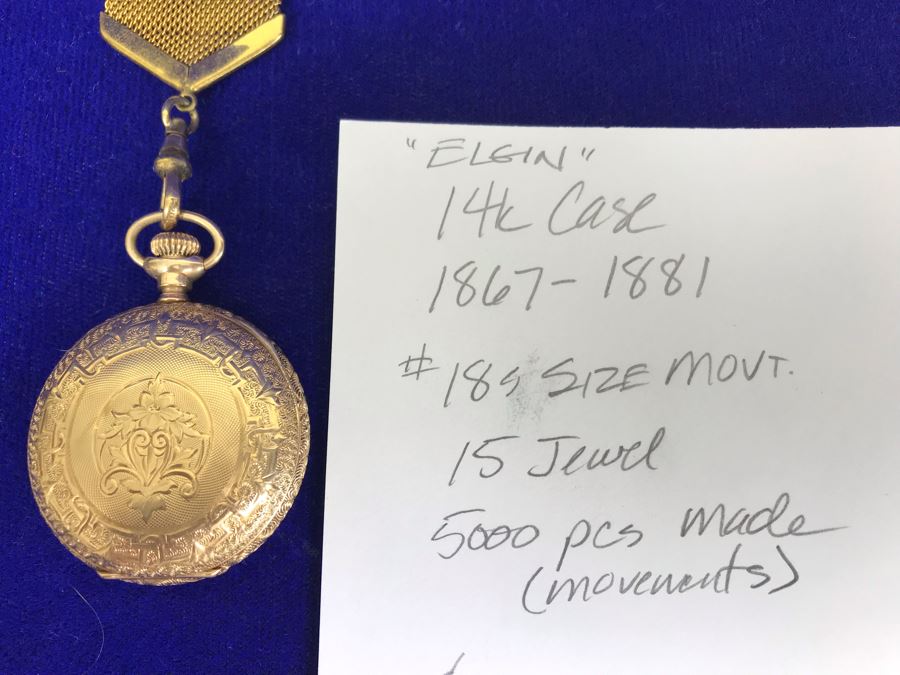 "ELGIN"
14k Case
1867-1881
#18s SIZE MOVT.
15 Jewel
5000 pcs made
(movements)